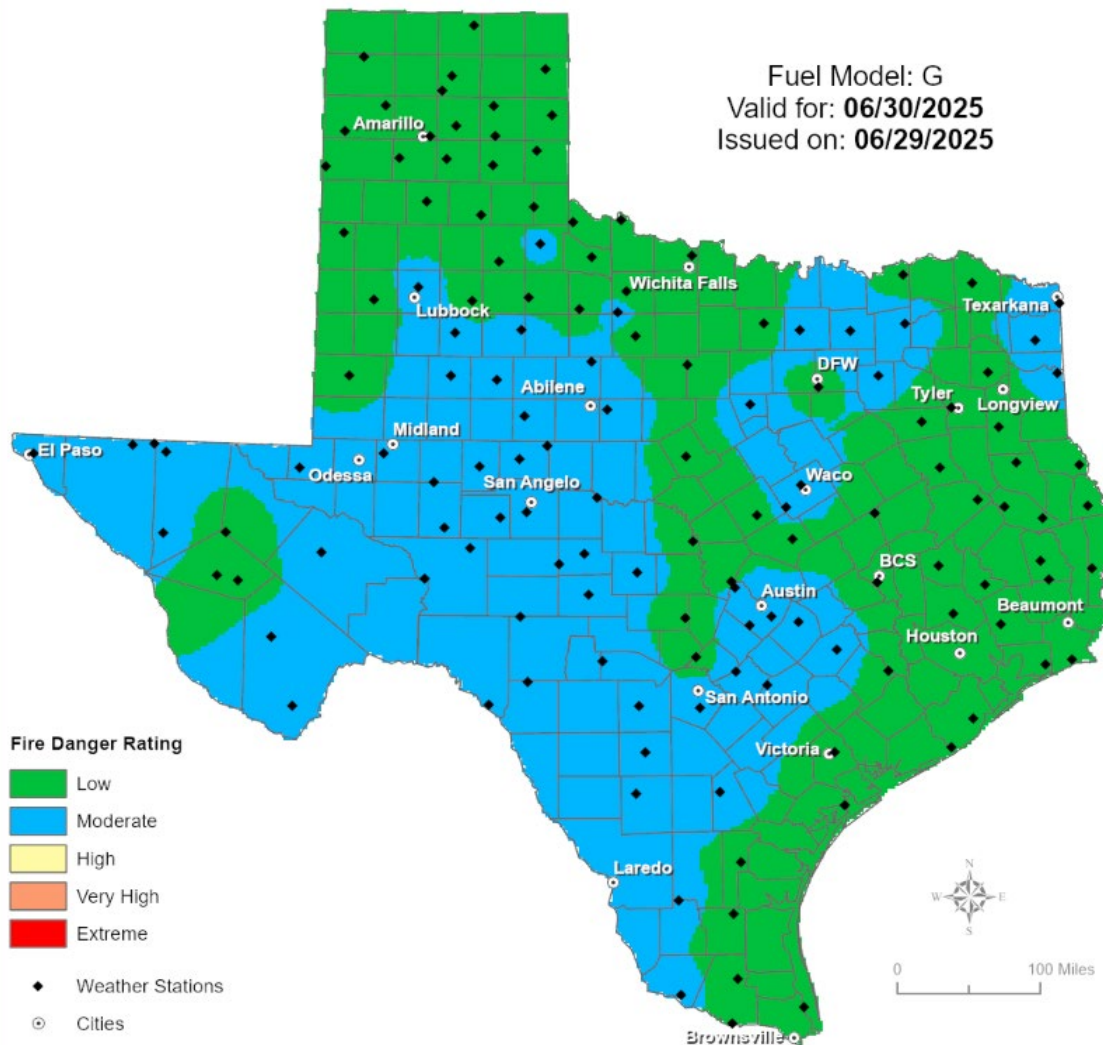 Fuel Model: G
Valid for: 06/30/2025
Issued on: 06/29/2025
Amarillo
Wichita Falls
Lubbock
Texarkana
DFW
Abilene
Tyler
Longview
Midland
El Paso
Odessa
San Angelo
Waco
BCS
Austin
Beaumont
Houston
San Antonio
Victoria
Laredo
Brownsville
Fire Danger Rating
Low
Moderate
High
Very High
Extreme
Weather Stations
Cities
N
W E
S
0 100 Miles